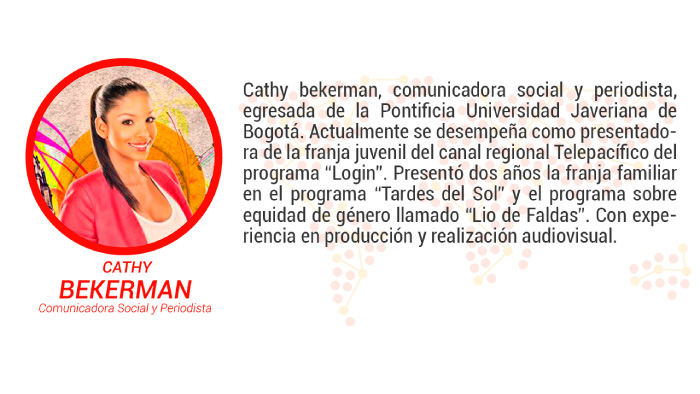 Cathy bekerman, comunicadora social y periodista,
egresada de la Pontificia Universidad Javeriana de
Bogotá. Actualmente se desempeña como presentado-
ra de la franja juvenil del canal regional Telepacífico del
programa “Login”. Presentó dos años la franja familiar
en el programa “Tardes del Sol” y el programa sobre
equidad de género llamado “Lio de Faldas”. Con expe-
riencia en producción y realización audiovisual.
CATHY
BEKERMAN
Comunicadora Social y Periodista